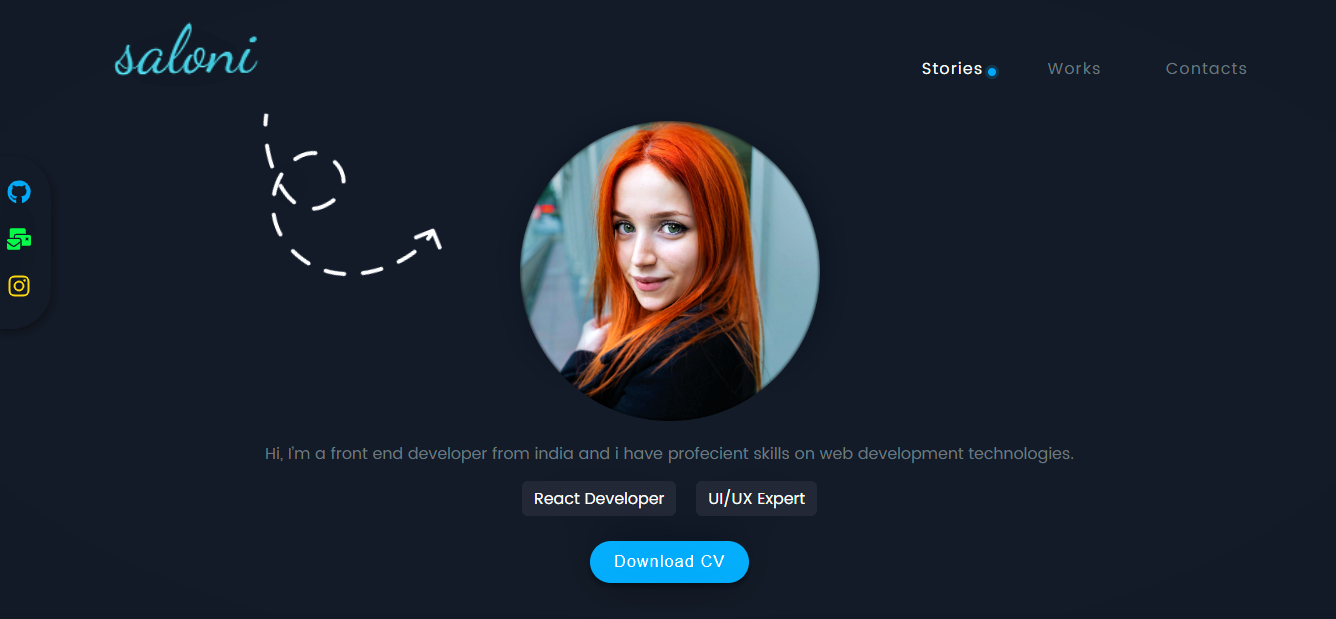 saloni
Stories Works Contacts
Hi, I'm a front end developer from india and i have profecient skills on web development technologies.
React Developer UI/UX Expert
Download CV